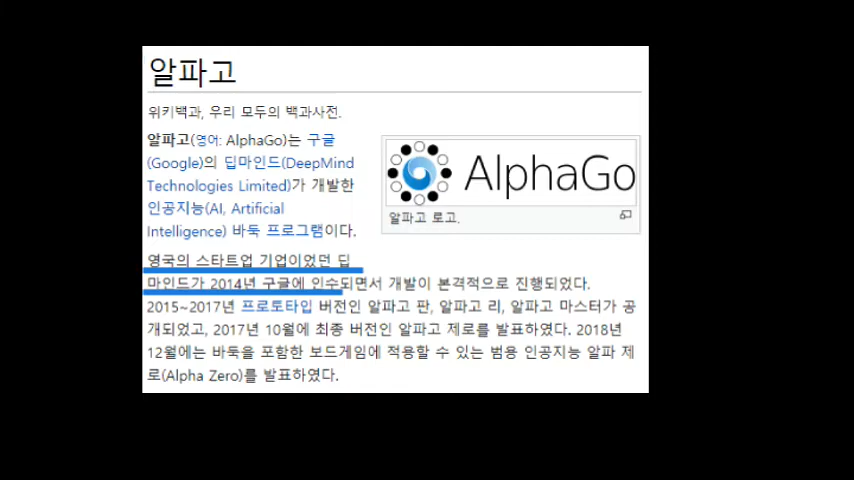 알파고
위키백과, 우리 모두의 백과사전.
알파고(영어: AlphaGo)는 구글
(Google)의 딥마인드(DeepMind
Technologies Limited)가 개발한
인공지능(AI, Artificial
Intelligence) 바둑 프로그램이다.
AlphaGo
알파고 로고.
영국의 스타트업 기업이었던 딥
마인드가 2014년 구글에 인수되면서 개발이 본격적으로 진행되었다.
2015~2017년 프로토타입 버전인 알파고 판, 알파고 리, 알파고 마스터가 공
개되었고, 2017년 10월에 최종 버전인 알파고 제로를 발표하였다. 2018년
12월에는 바둑을 포함한 보드게임에 적용할 수 있는 범용 인공지능 알파 제
로(Alpha Zero)를 발표하였다.